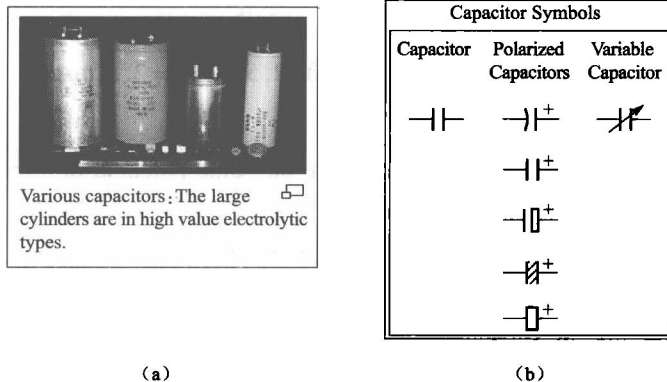 Various capacitors: The large
cylinders are in high value electrolytic
types.
(a)
Capacitor Symbols
Capacitor
Polarized
Capacitors
Variable
Capacitor
+
+
+
+
+
(b)